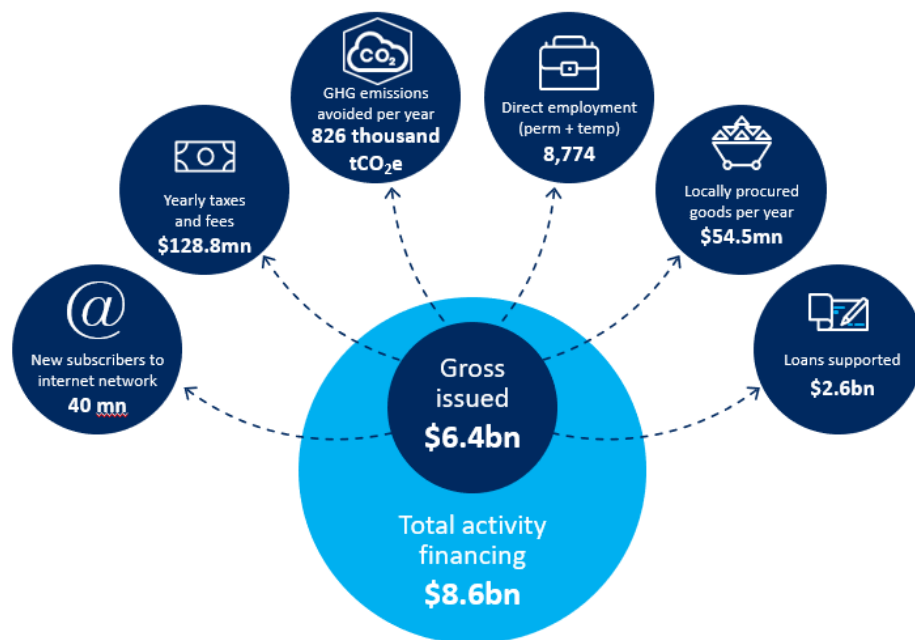 CO₂
GHG emissions
avoided per year
826 thousand
tCO₂e
Direct employment
(perm + temp)
8,774
Yearly taxes
and fees
$128.8mn
Locally procured
goods per year
$54.5mn
@
New subscribers to
internet network
40 mn
Loans supported
$2.6bn
Gross
issued
$6.4bn
Total activity
financing
$8.6bn